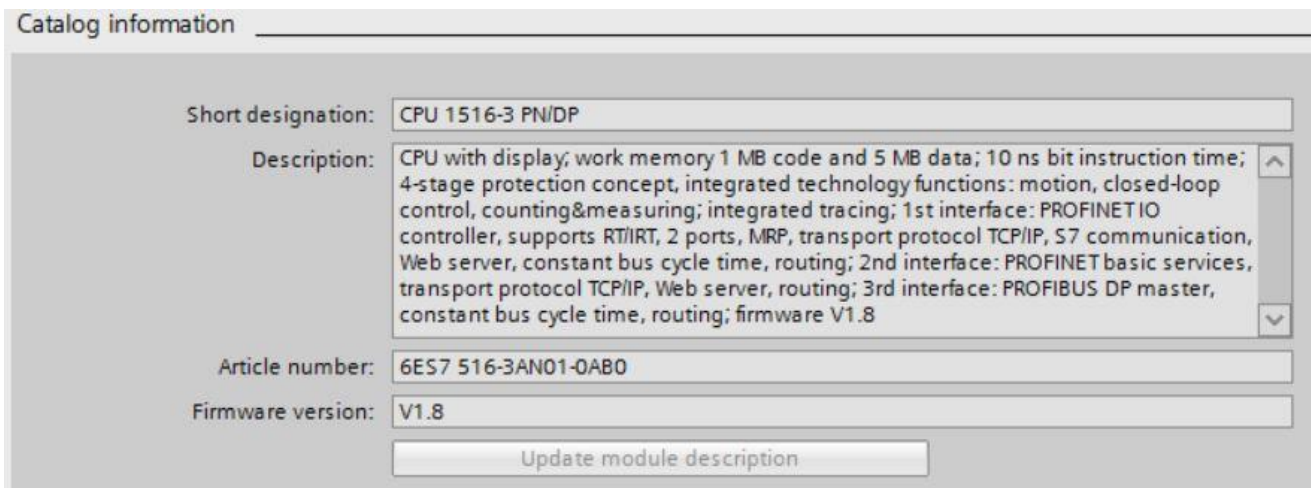 Catalog information
Short designation: CPU 1516-3 PN/DP
Description: CPU with display; work memory 1 MB code and 5 MB data; 10 ns bit instruction time;
4-stage protection concept, integrated technology functions: motion, closed-loop
control, counting&measuring; integrated tracing; 1st interface: PROFINET IO
controller, supports RT/IRT, 2 ports, MRP, transport protocol TCP/IP, S7 communication,
Web server, constant bus cycle time, routing; 2nd interface: PROFINET basic services,
transport protocol TCP/IP, Web server, routing; 3rd interface: PROFIBUS DP master,
constant bus cycle time, routing; firmware V1.8
Article number: 6ES7 516-3AN01-0AB0
Firmware version: V1.8
Update module description